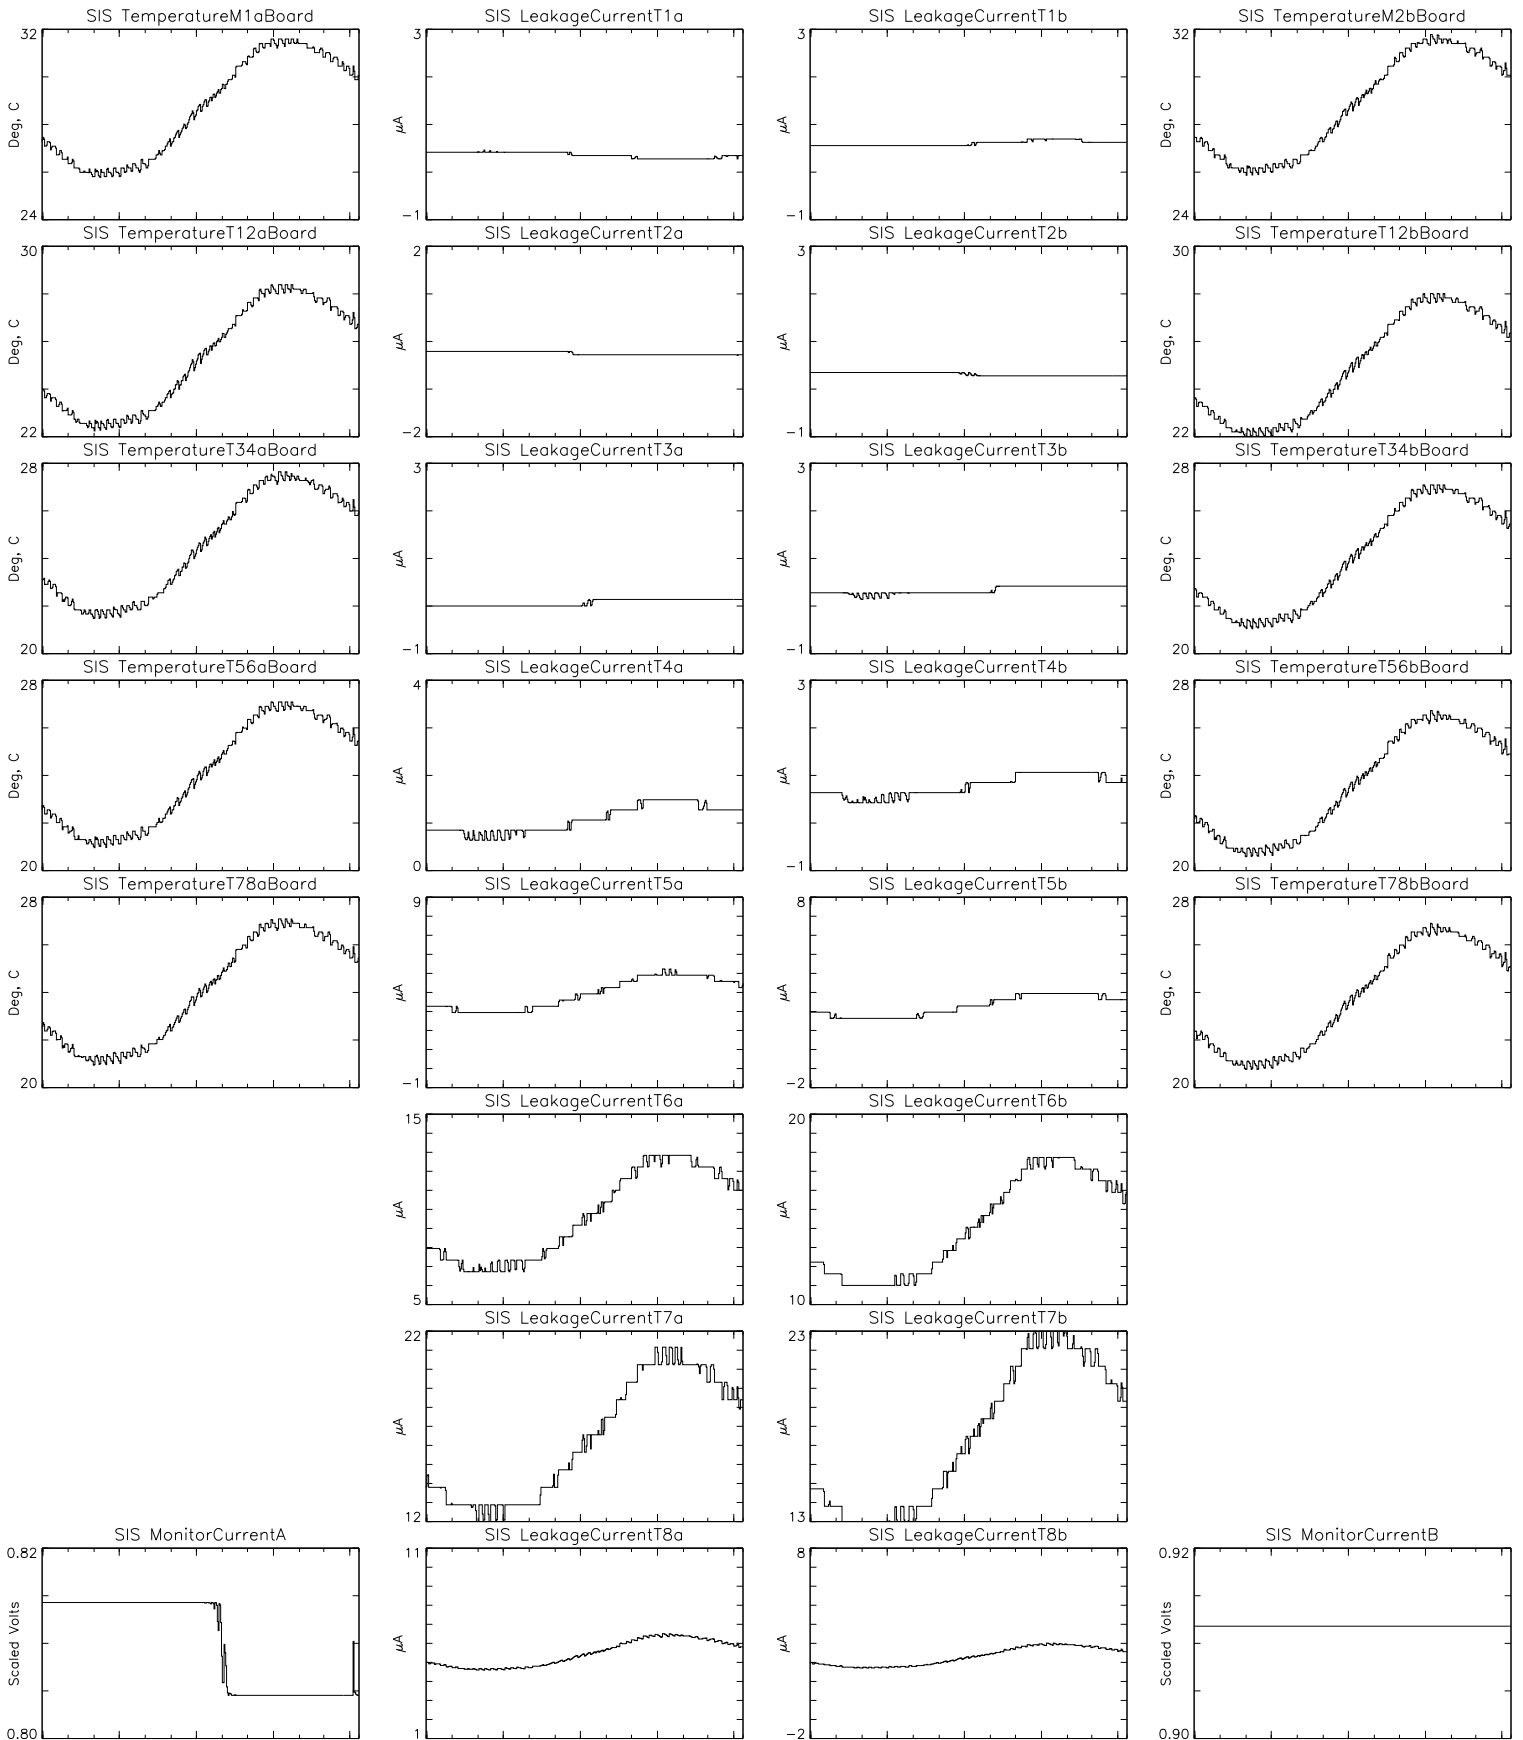 SIS TemperatureM1aBoard
SIS LeakageCurrentT1a
SIS LeakageCurrentT1b
SIS TemperatureM2bBoard
32
Deg, C
24
3
μA
-1
3
μA
-1
32
Deg, C
24
SIS TemperatureT12aBoard
SIS LeakageCurrentT2a
SIS LeakageCurrentT2b
SIS TemperatureT12bBoard
30
Deg, C
22
2
μA
-2
3
μA
-1
30
Deg, C
22
SIS TemperatureT34aBoard
SIS LeakageCurrentT3a
SIS LeakageCurrentT3b
SIS TemperatureT34bBoard
28
Deg, C
20
3
μA
-1
3
μA
-1
28
Deg, C
20
SIS TemperatureT56aBoard
SIS LeakageCurrentT4a
SIS LeakageCurrentT4b
SIS TemperatureT56bBoard
28
Deg, C
20
4
μA
0
3
μA
-1
28
Deg, C
20
SIS TemperatureT78aBoard
SIS LeakageCurrentT5a
SIS LeakageCurrentT5b
SIS TemperatureT78bBoard
28
Deg, C
20
9
μA
-1
8
μA
-2
28
Deg, C
20
SIS LeakageCurrentT6a
SIS LeakageCurrentT6b
15
μA
5
20
μA
10
SIS LeakageCurrentT7a
SIS LeakageCurrentT7b
22
μA
12
23
μA
13
SIS MonitorCurrentA
SIS LeakageCurrentT8a
SIS LeakageCurrentT8b
SIS MonitorCurrentB
0.82
Scaled Volts
0.80
11
μA
1
8
μA
-2
0.92
Scaled Volts
0.90